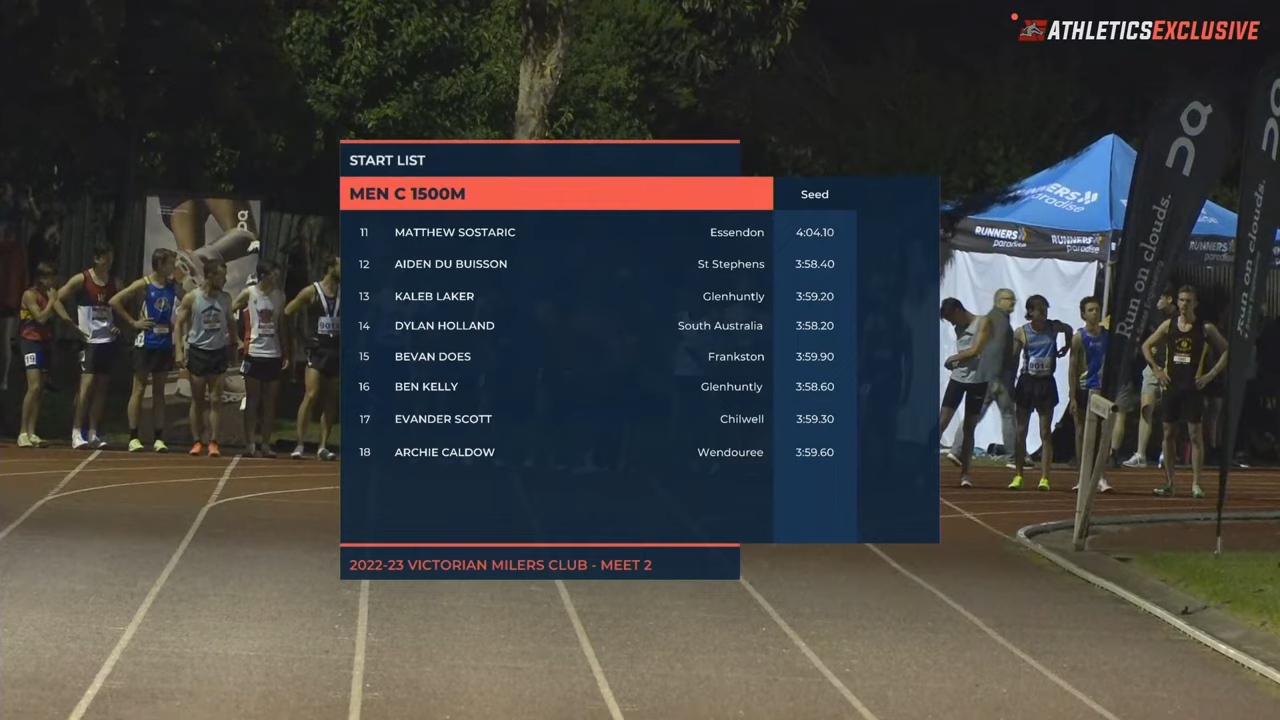 ATHLETICSEXCLUSIVE
START LIST
MEN C 1500M Seed
11 MATTHEW SOSTARIC Essendon 4:04.10
12 AIDEN DU BUISSON St Stephens 3:58.40
13 KALEB LAKER Glenhuntly 3:59.20
14 DYLAN HOLLAND South Australia 3:58.20
15 BEVAN DOES Frankston 3:59.90
16 BEN KELLY Glenhuntly 3:58.60
17 EVANDER SCOTT Chilwell 3:59.30
18 ARCHIE CALDOW Wendouree 3:59.60
2022-23 VICTORIAN MILERS CLUB - MEET 2
RUNNERS
paradise
RUNNERS
paradise
RUNNERS
paradise
Run on clouds.
Run on clouds.
19